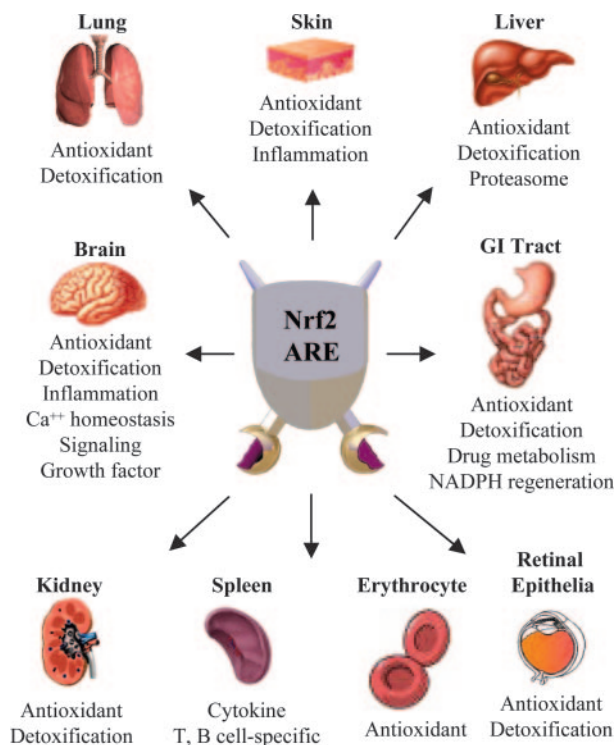 Lung
Antioxidant
Detoxification
Skin
Antioxidant
Detoxification
Inflammation
Liver
Antioxidant
Detoxification
Proteasome
Brain
Antioxidant
Detoxification
Inflammation
Ca⁺⁺ homeostasis
Signaling
Growth factor
Nrf2
ARE
GI Tract
Antioxidant
Detoxification
Drug metabolism
NADPH regeneration
Kidney
Antioxidant
Detoxification
Spleen
Cytokine
T, B cell-specific
Erythrocyte
Antioxidant
Retinal
Epithelia
Antioxidant
Detoxification